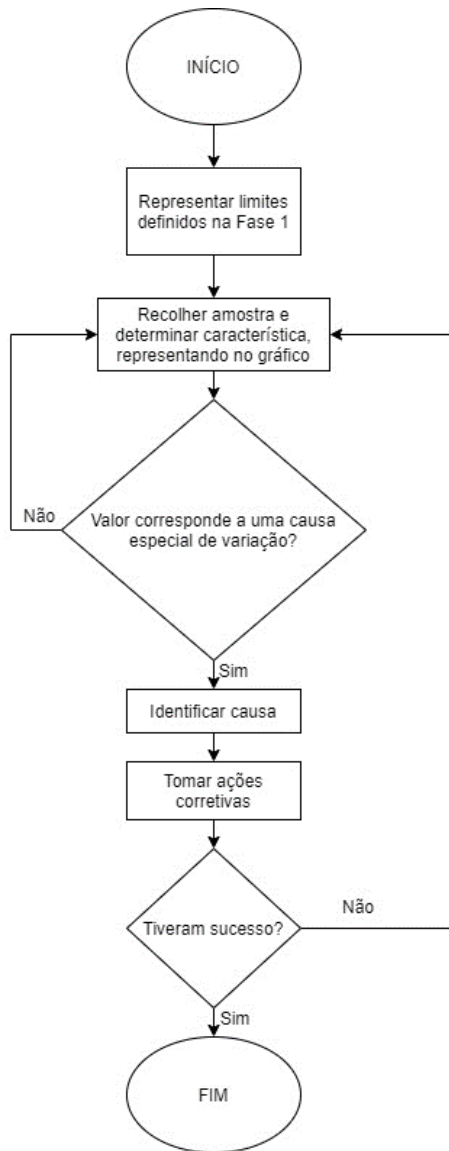 INÍCIO
Representar limites
definidos na Fase 1
Recolher amostra e
determinar característica,
representando no gráfico
Não
Valor corresponde a uma causa
especial de variação?
Sim
Identificar causa
Tomar ações
corretivas
Não
Tiveram sucesso?
Sim
FIM